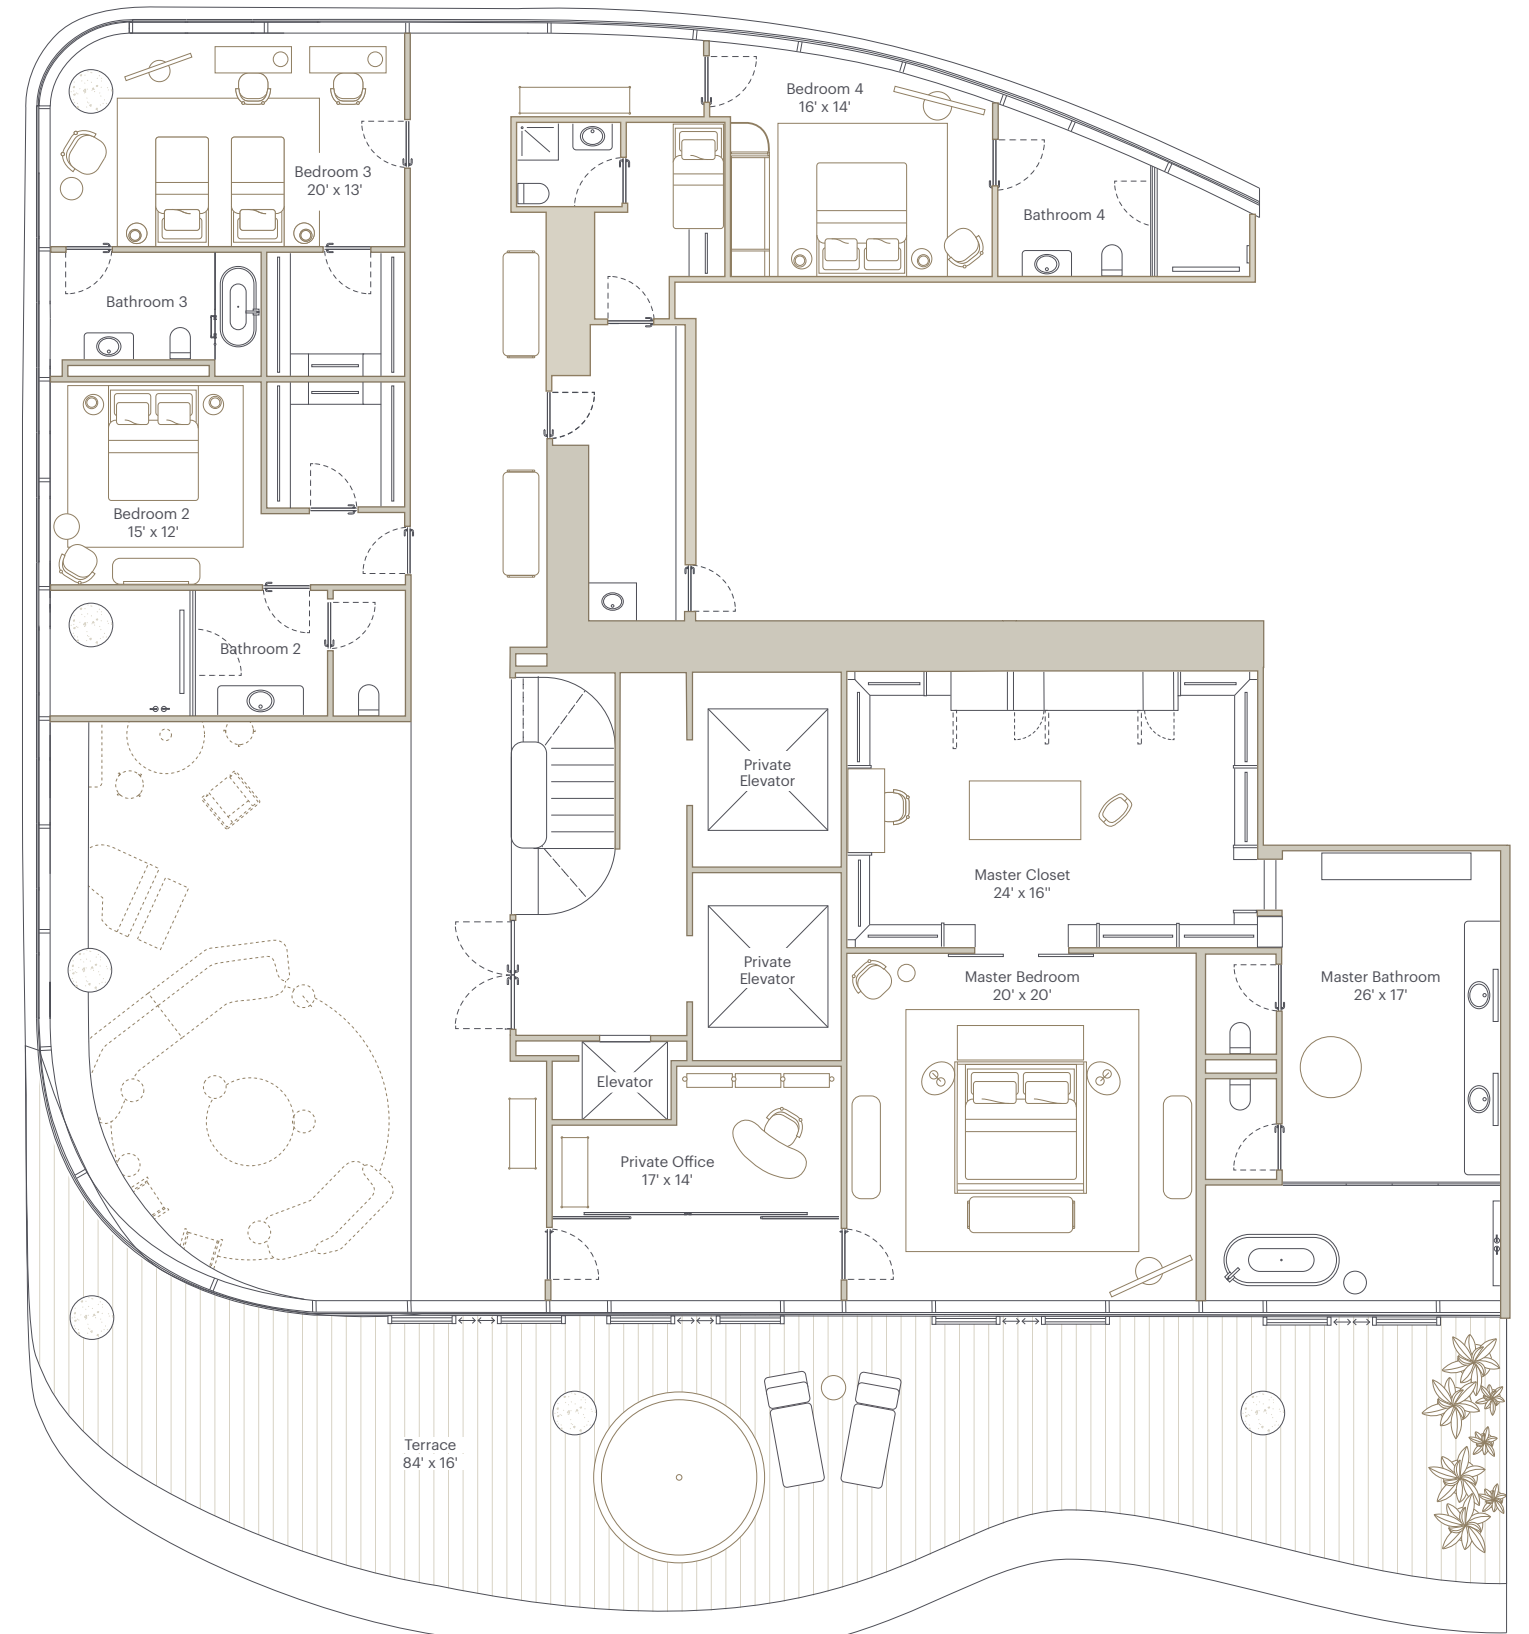 Bedroom 4
16' x 14'
Bedroom 3
20' x 13'
Bathroom 4
Bathroom 3
Bedroom 2
15' x 12'
Bathroom 2
Private
Elevator
Master Closet
24' x 16''
Private
Elevator
Master Bedroom
20' x 20'
Master Bathroom
26' x 17'
Elevator
Private Office
17' x 14'
Terrace
84' x 16'